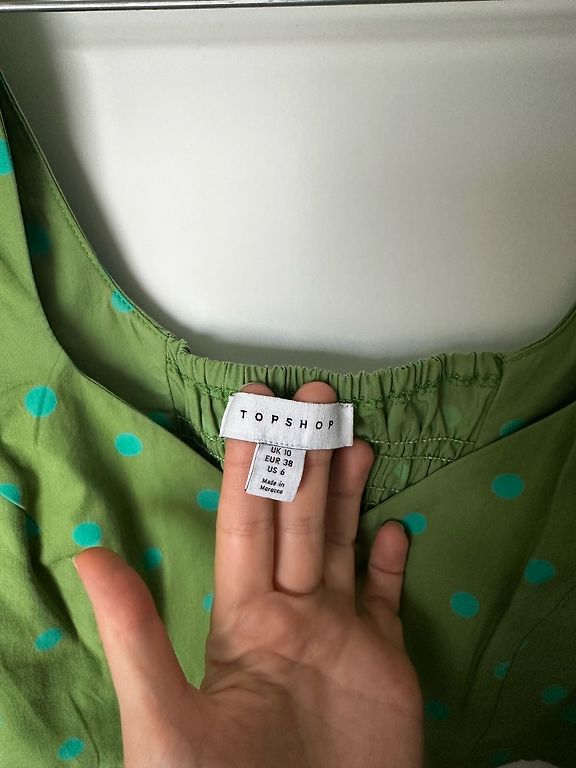 TOPSHOP
UK 10
EUR 38
US 6
Made in
Morocco